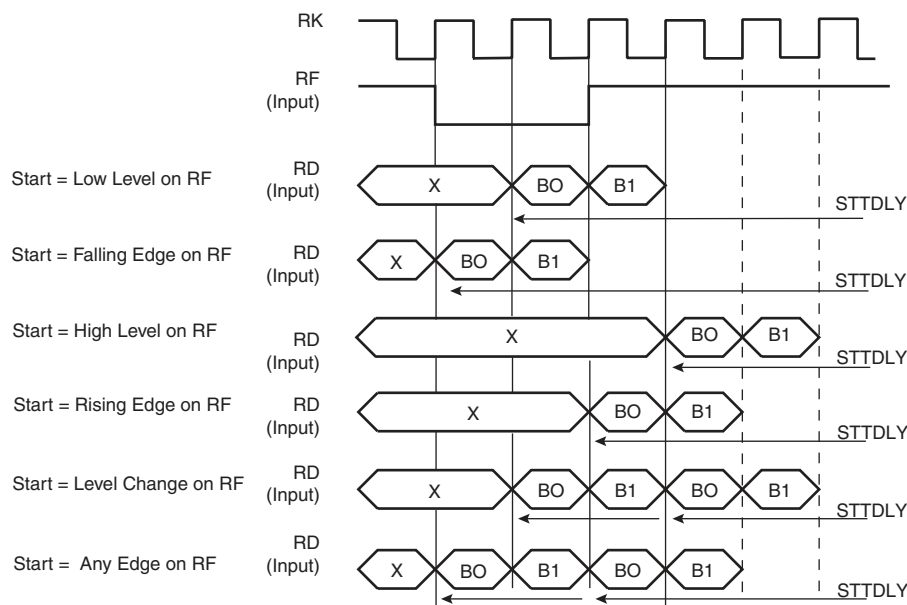 RK
RF
(Input)
Start = Low Level on RF
RD
(Input)
X
BO
B1
STTDLY
Start = Falling Edge on RF
RD
(Input)
X
BO
B1
STTDLY
Start = High Level on RF
RD
(Input)
X
BO
B1
STTDLY
Start = Rising Edge on RF
RD
(Input)
X
BO
B1
STTDLY
Start = Level Change on RF
RD
(Input)
X
BO
B1
BO
B1
STTDLY
Start = Any Edge on RF
RD
(Input)
X
BO
B1
BO
B1
STTDLY